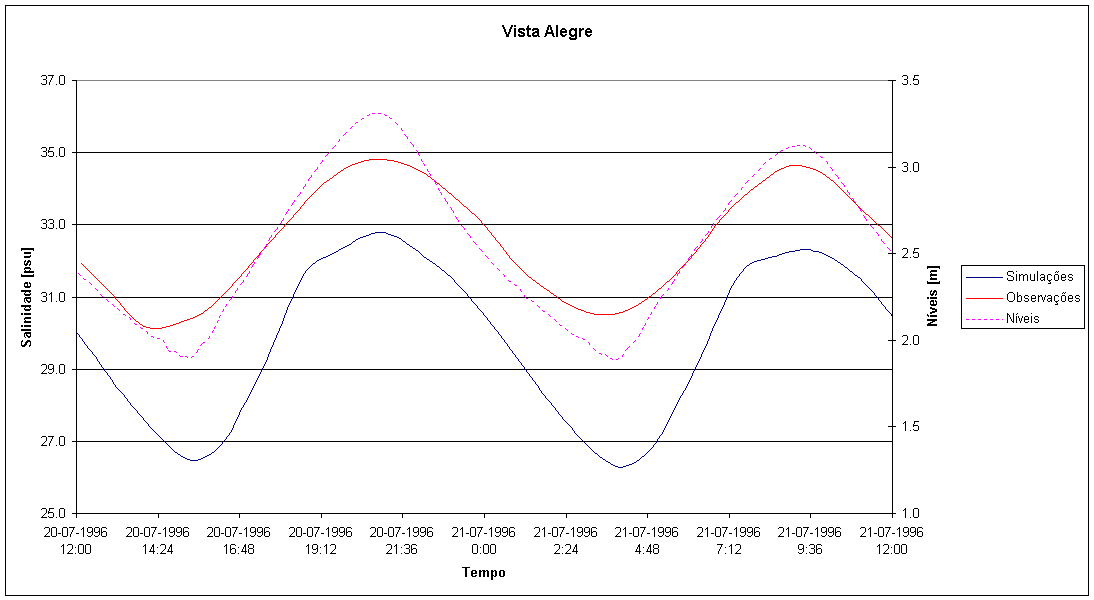 Vista Alegre
37.0
35.0
33.0
31.0
29.0
27.0
25.0
Salinidade [psu]
3.5
3.0
2.5
2.0
1.5
1.0
Níveis [m]
20-07-1996 20-07-1996 20-07-1996 20-07-1996 20-07-1996 21-07-1996 21-07-1996 21-07-1996 21-07-1996 21-07-1996 21-07-1996
12:00 14:24 16:48 19:12 21:36 0:00 2:24 4:48 7:12 9:36 12:00
Tempo
Simulações
Observações
Níveis